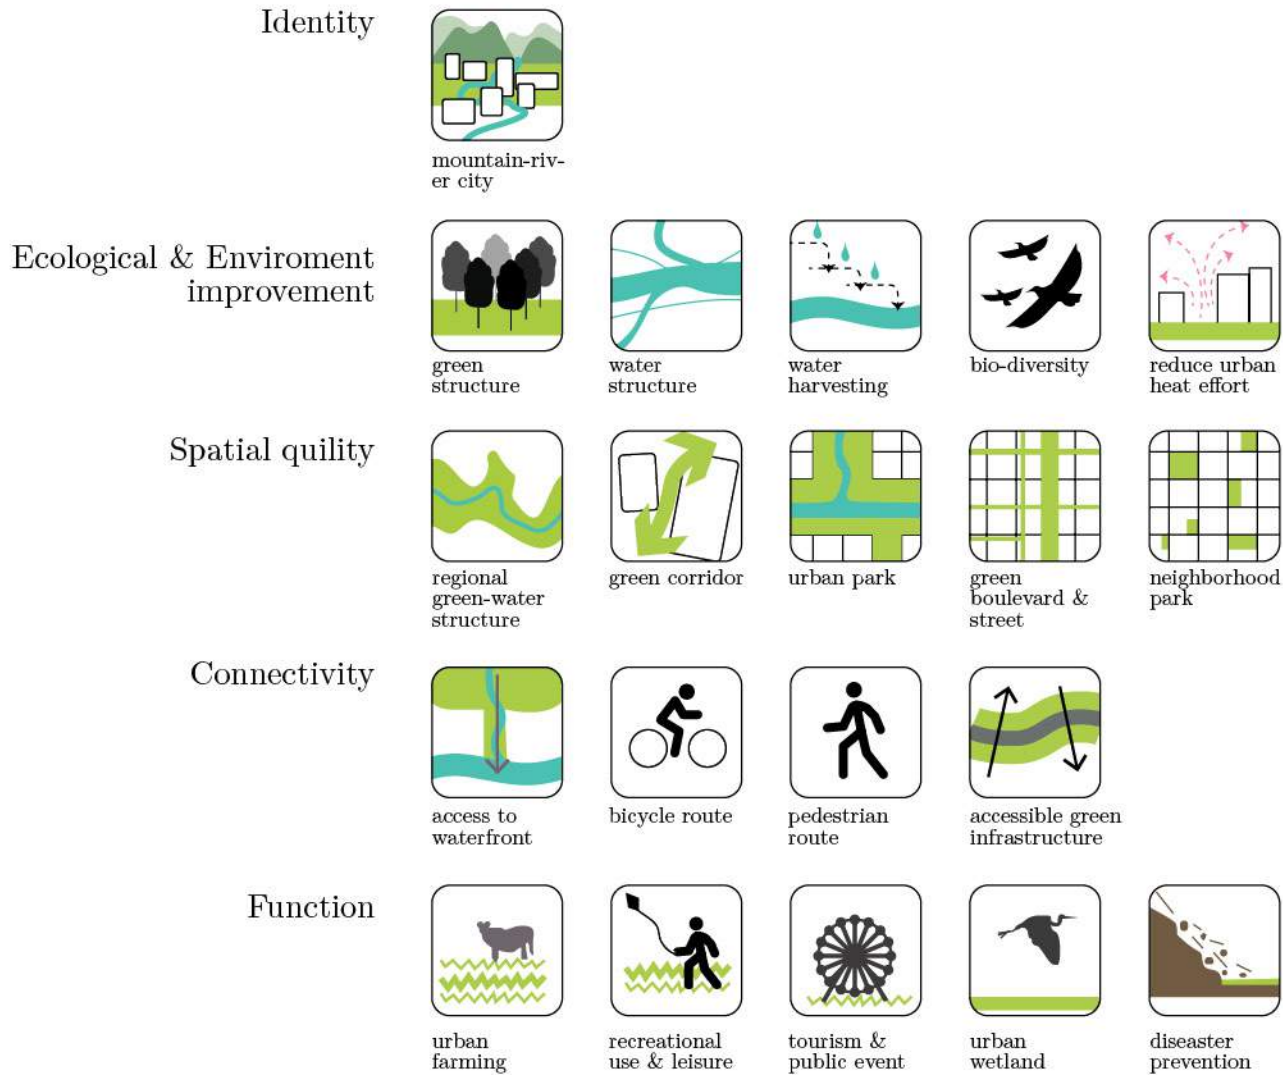 Identity
mountain-riv-
er city
Ecological & Enviroment
improvement
green
structure
water
structure
water
harvesting
bio-diversity
reduce urban
heat effort
Spatial quility
regional
green-water
structure
green corridor
urban park
green
boulevard &
street
neighborhood
park
Connectivity
access to
waterfront
bicycle route
pedestrian
route
accessible green
infrastructure
Function
urban
farming
recreational
use & leisure
tourism &
public event
urban
wetland
diseaster
prevention